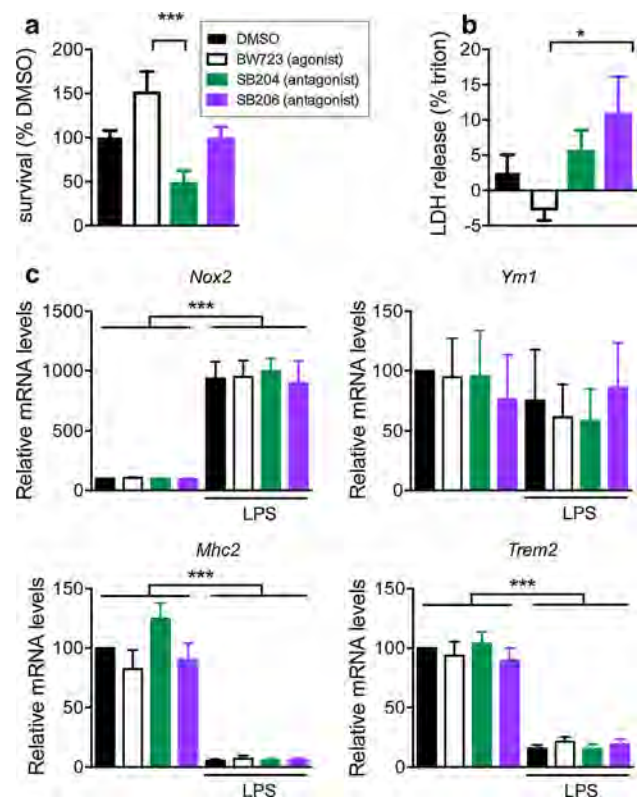 a
***
survival (% DMSO)
200
150
100
50
0
DMSO
BW723 (agonist)
SB204 (antagonist)
SB206 (antagonist)
b
*
LDH release (% triton)
20
15
10
5
0
-5
c
Nox2
***
Relative mRNA levels
1500
1000
500
0
LPS
Ym1
Relative mRNA levels
150
100
50
0
LPS
Mhc2
***
Relative mRNA levels
150
100
50
0
LPS
Trem2
***
Relative mRNA levels
150
100
50
0
LPS